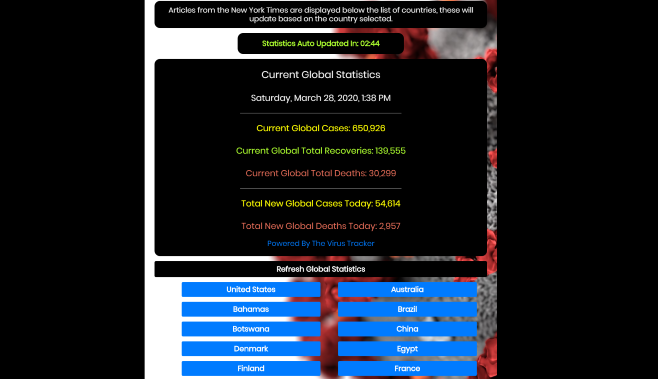 Articles from the New York Times are displayed below the list of countries, these will
update based on the country selected.
Statistics Auto Updated In: 02:44
Current Global Statistics
Saturday, March 28, 2020, 1:38 PM
Current Global Cases: 650,926
Current Global Total Recoveries: 139,555
Current Global Total Deaths: 30,299
Total New Global Cases Today: 54,614
Total New Global Deaths Today: 2,957
Powered By The Virus Tracker
Refresh Global Statistics
United States
Australia
Bahamas
Brazil
Botswana
China
Denmark
Egypt
Finland
France